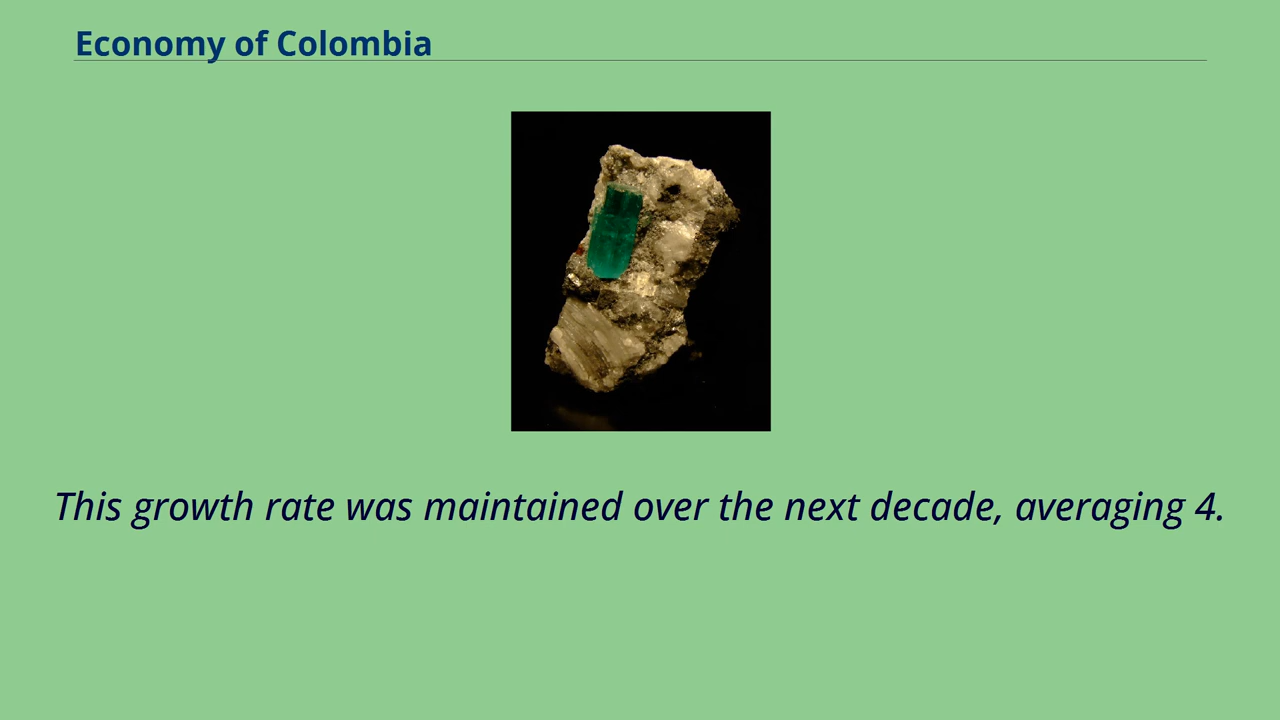 Economy of Colombia
This growth rate was maintained over the next decade, averaging 4.